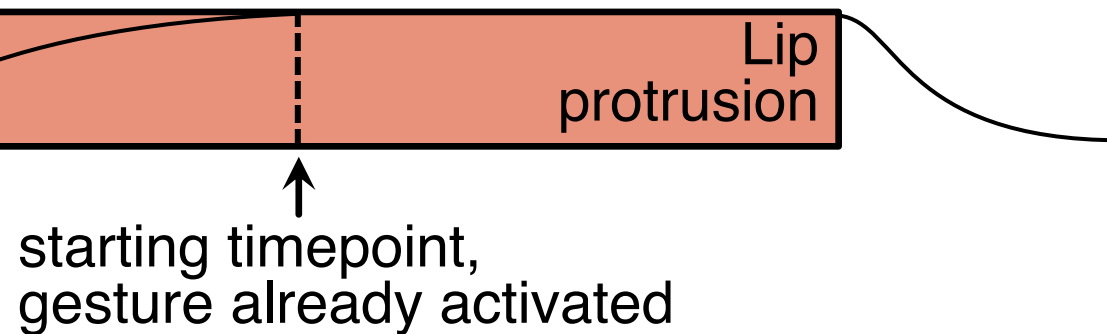 Lip
protrusion
starting timepoint,
gesture already activated